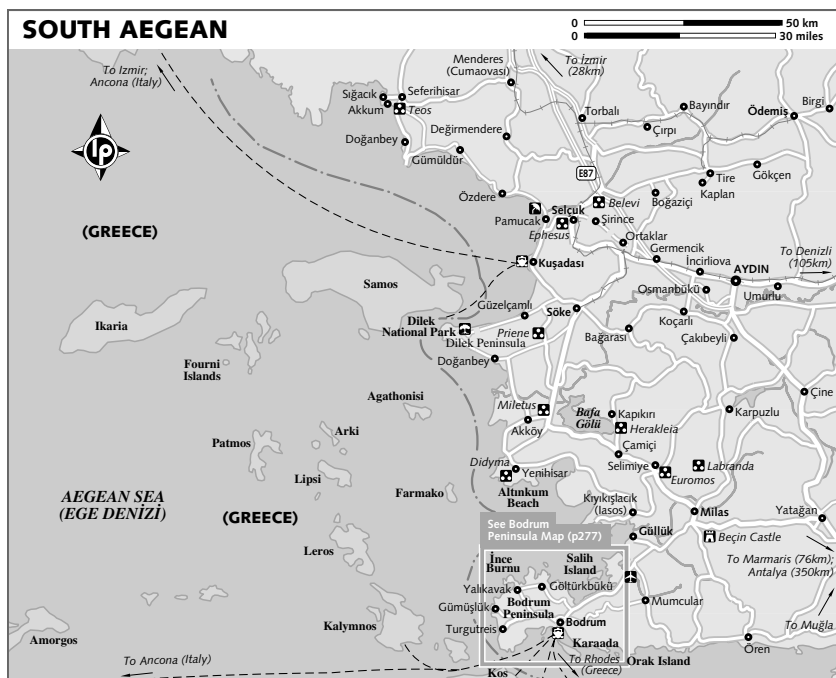 SOUTH AEGEAN
0 50 km
0 30 miles
To Izmir;
Ancona (Italy)
Menderes
(Cumaovası)
To İzmir
(28km)
Sığacık
Seferihisar
Akkum
Teos
Torbalı
Bayındır
Ödemiş
Birgi
Doğanbey
Değirmendere
Çırpı
lp
Gümüldür
E87
Tire
Gökçen
Kaplan
Özdere
Belevi
Boğaziçi
Selçuk
Pamucak
Ephesus
Şirince
(GREECE)
Ortaklar
Germencik
To Denizli
(105km)
Kuşadası
İncirliova
AYDIN
Samos
Osmanbükü
Umurlu
Güzelçamlı
Söke
Koçarlı
Ikaria
Dilek
National Park
Priene
Dilek Peninsula
Bağarası
Çakıbeyli
Doğanbey
Fourni
Islands
Agathonisi
Çine
Miletus
Bafa
Gölü
Kapıkırı
Karpuzlu
Akköy
Herakleia
Arki
Patmos
Çamiçi
Didyma
Yenihisar
Selimiye
Labranda
Euromos
Lipsi
AEGEAN SEA
(EGE DENİZİ)
Farmako
Altınkum
Beach
Kıyıkışlacık
(Iasos)
Milas
Yatağan
(GREECE)
See Bodrum
Peninsula Map (p277)
Güllük
Beçin Castle
Leros
İnce
Burnu
Salih
Island
To Marmaris (76km);
Antalya (350km)
Yalıkavak
Göltürkbükü
Gümüşlük
Bodrum
Peninsula
Mumcular
Kalymnos
Turgutreis
Bodrum
To Muğla
Amorgos
Karaada
Ören
To Ancona (Italy)
To Rhodes
(Greece)
Orak Island
Kos